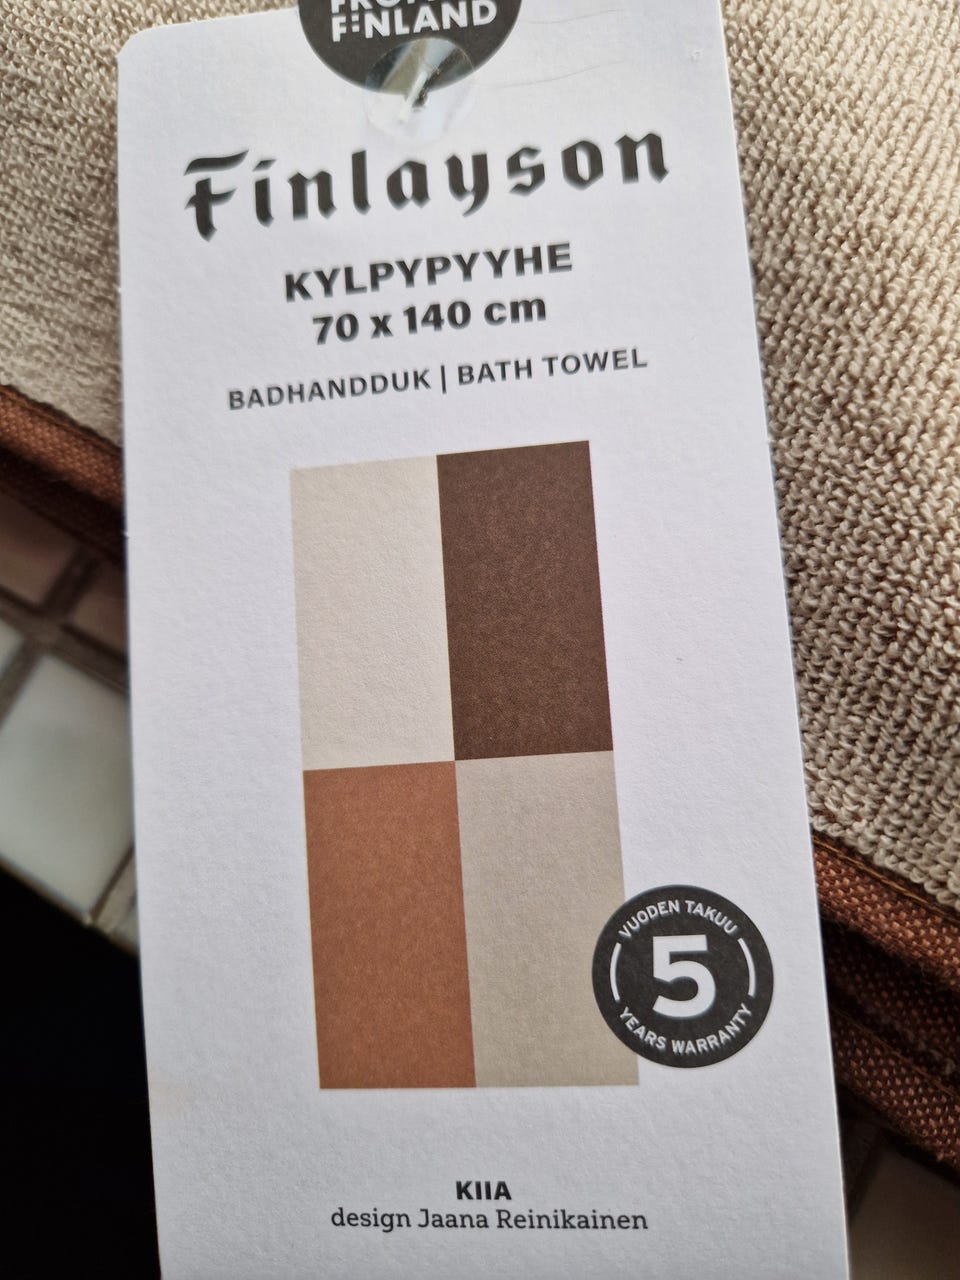 FINLAND
Finlayson
KYLPYPYYHE
70 x 140 cm
BADHANDDUK | BATH TOWEL
VUODEN TAKUU
5
YEARS WARRANTY
KIIA
design Jaana Reinikainen